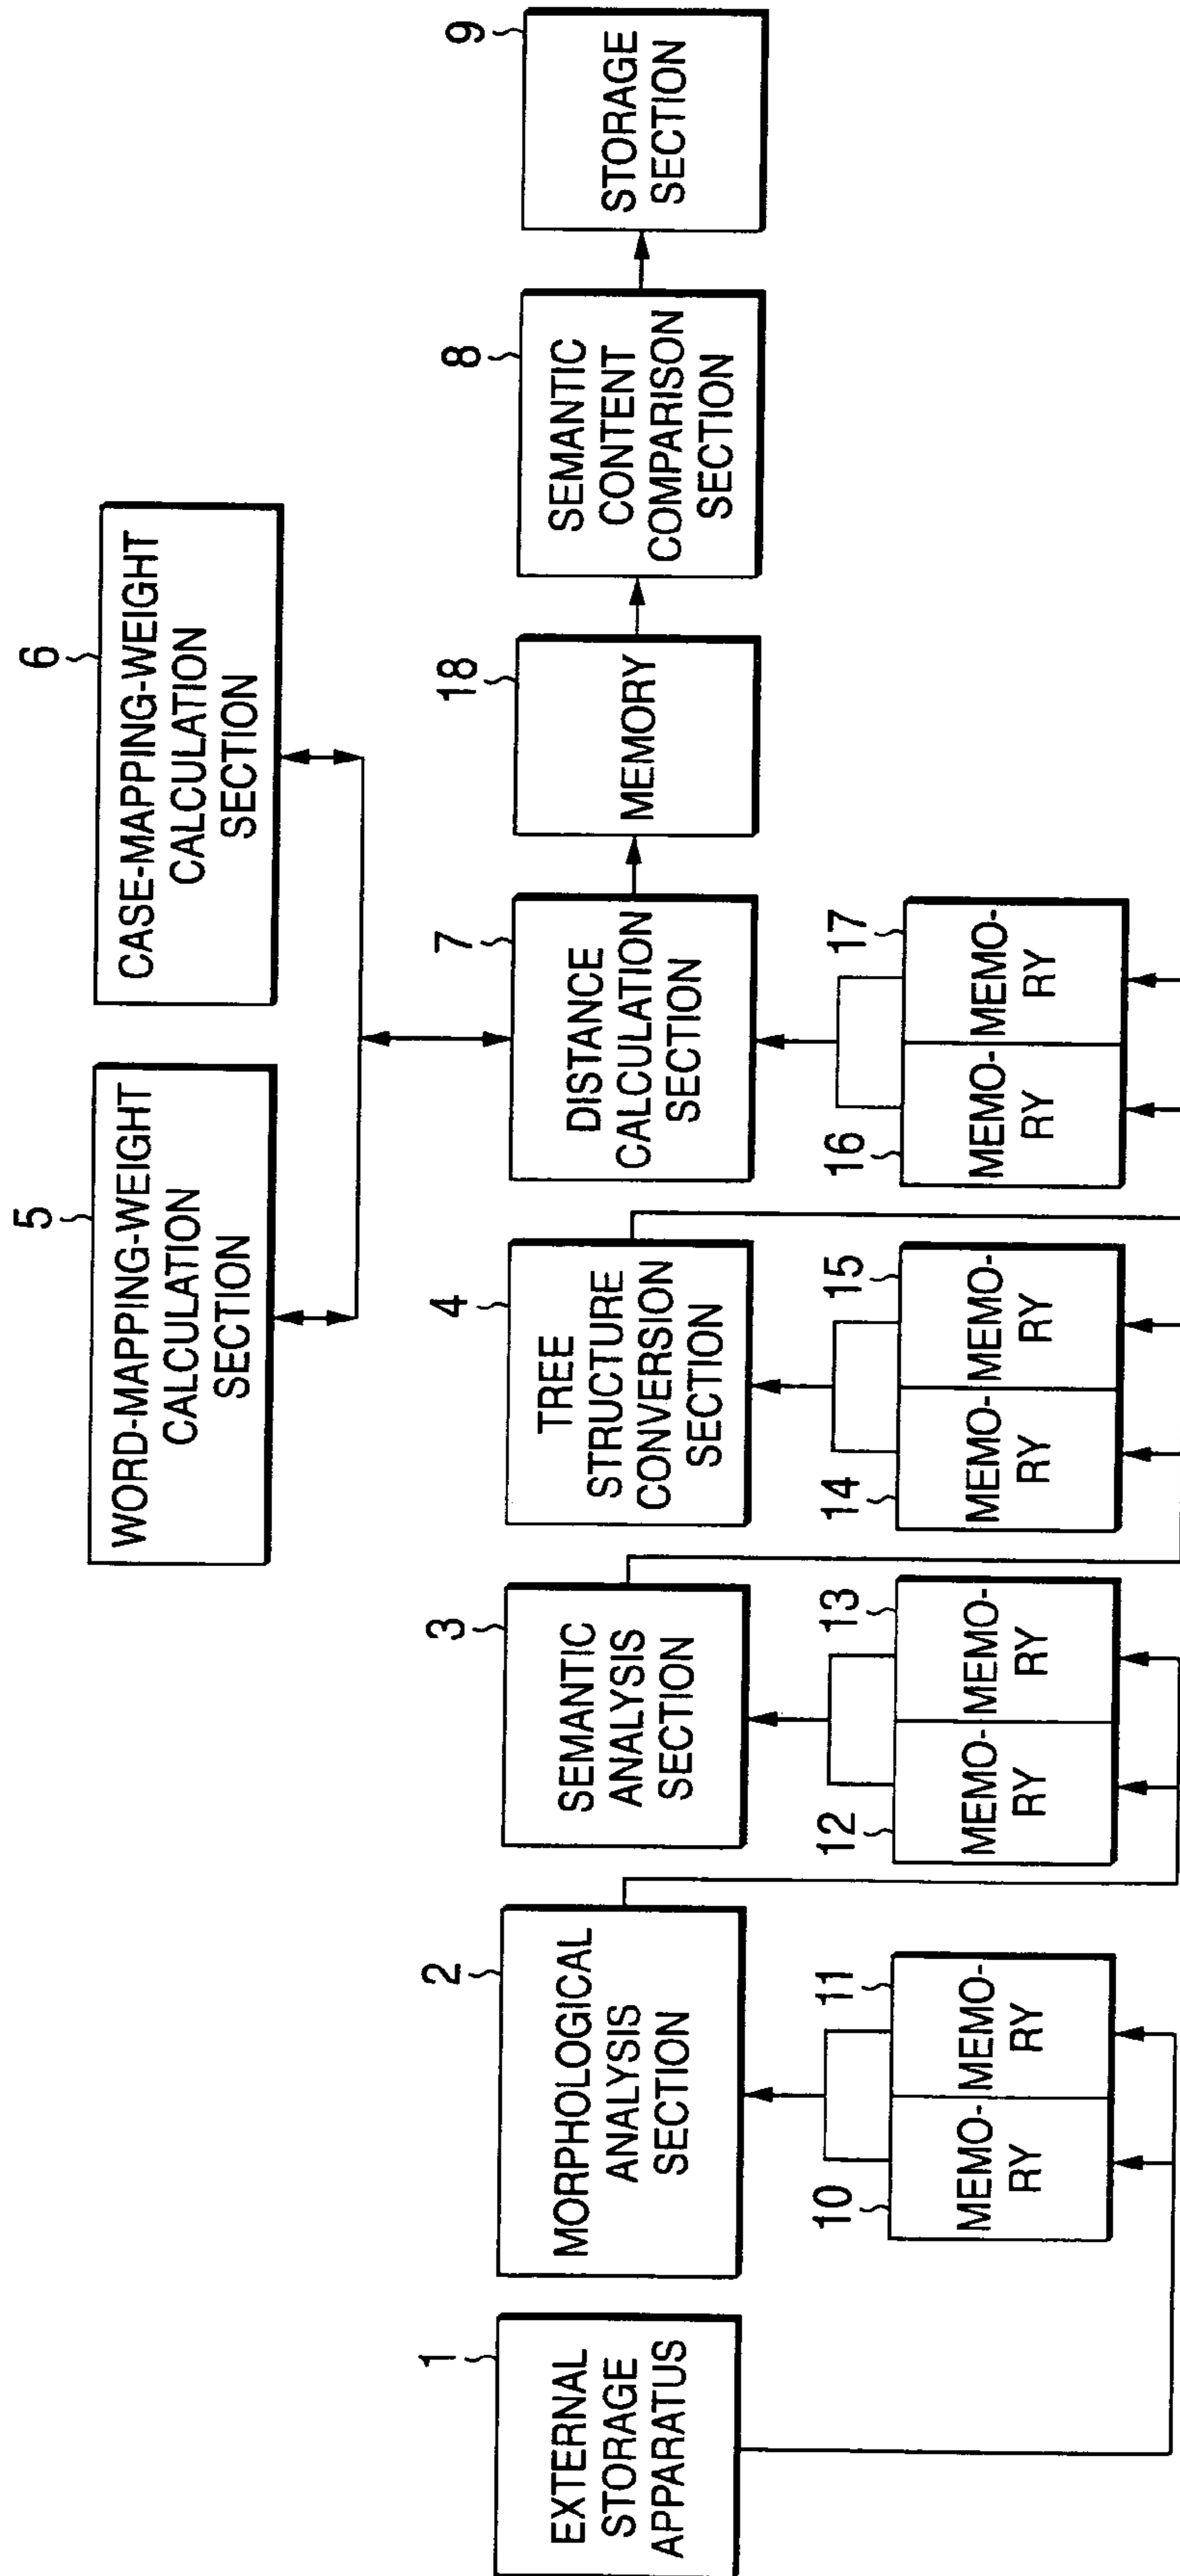 5
WORD-MAPPING-WEIGHT
CALCULATION
SECTION
6
CASE-MAPPING-WEIGHT
CALCULATION
SECTION
1
EXTERNAL
STORAGE
APPARATUS
2
MORPHOLOGICAL
ANALYSIS
SECTION
3
SEMANTIC
ANALYSIS
SECTION
4
TREE
STRUCTURE
CONVERSION
SECTION
7
DISTANCE
CALCULATION
SECTION
18
MEMORY
8
SEMANTIC
CONTENT
COMPARISON
SECTION
9
STORAGE
SECTION
10
MEMO-
RY
11
MEMO-
RY
12
MEMO-
RY
13
MEMO-
RY
14
MEMO-
RY
15
MEMO-
RY
16
MEMO-
RY
17
MEMO-
RY